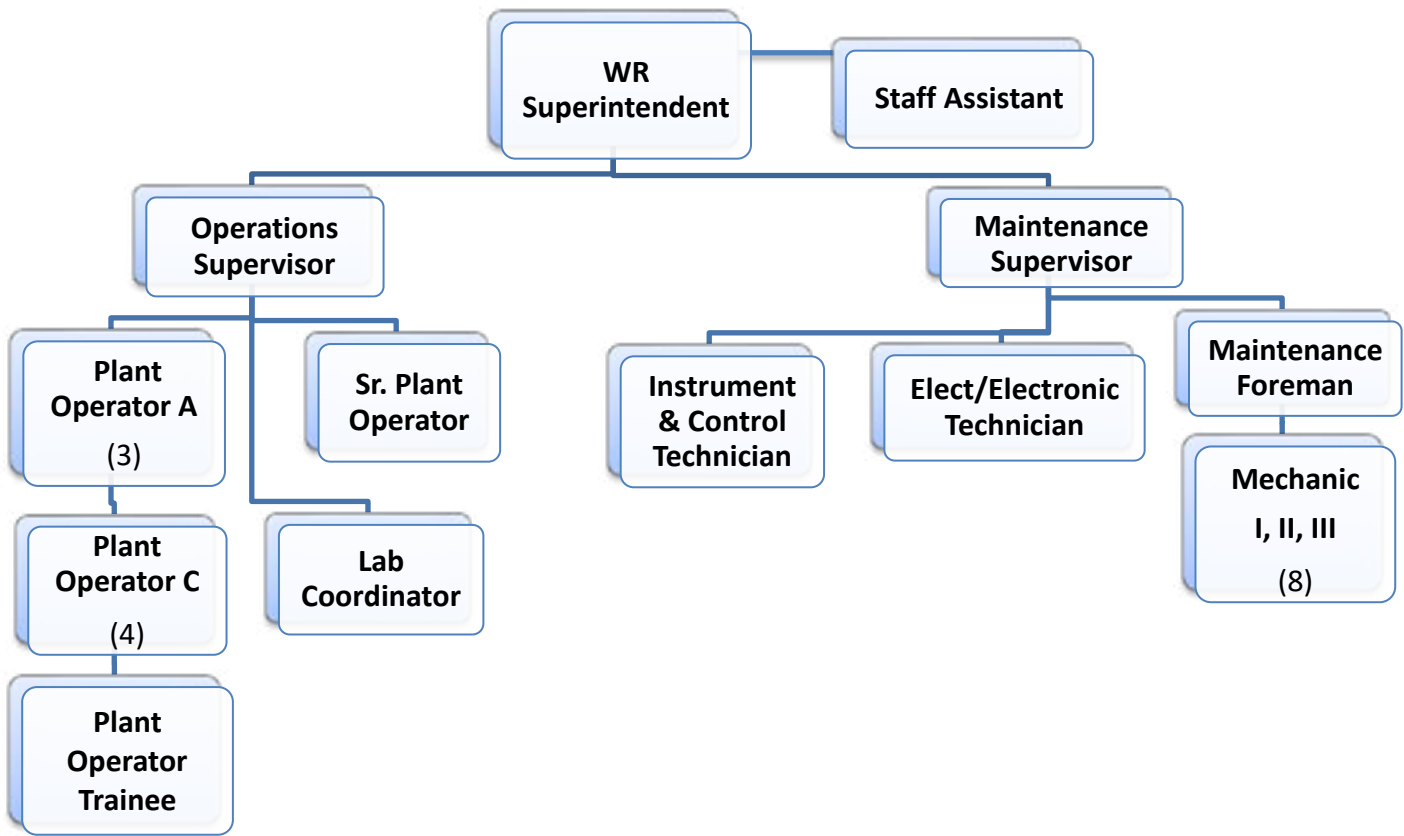 WR
Superintendent
Staff Assistant
Operations
Supervisor
Maintenance
Supervisor
Plant
Operator A
(3)
Sr. Plant
Operator
Instrument
& Control
Technician
Elect/Electronic
Technician
Maintenance
Foreman
Plant
Operator C
(4)
Lab
Coordinator
Mechanic
I, II, III
(8)
Plant
Operator
Trainee